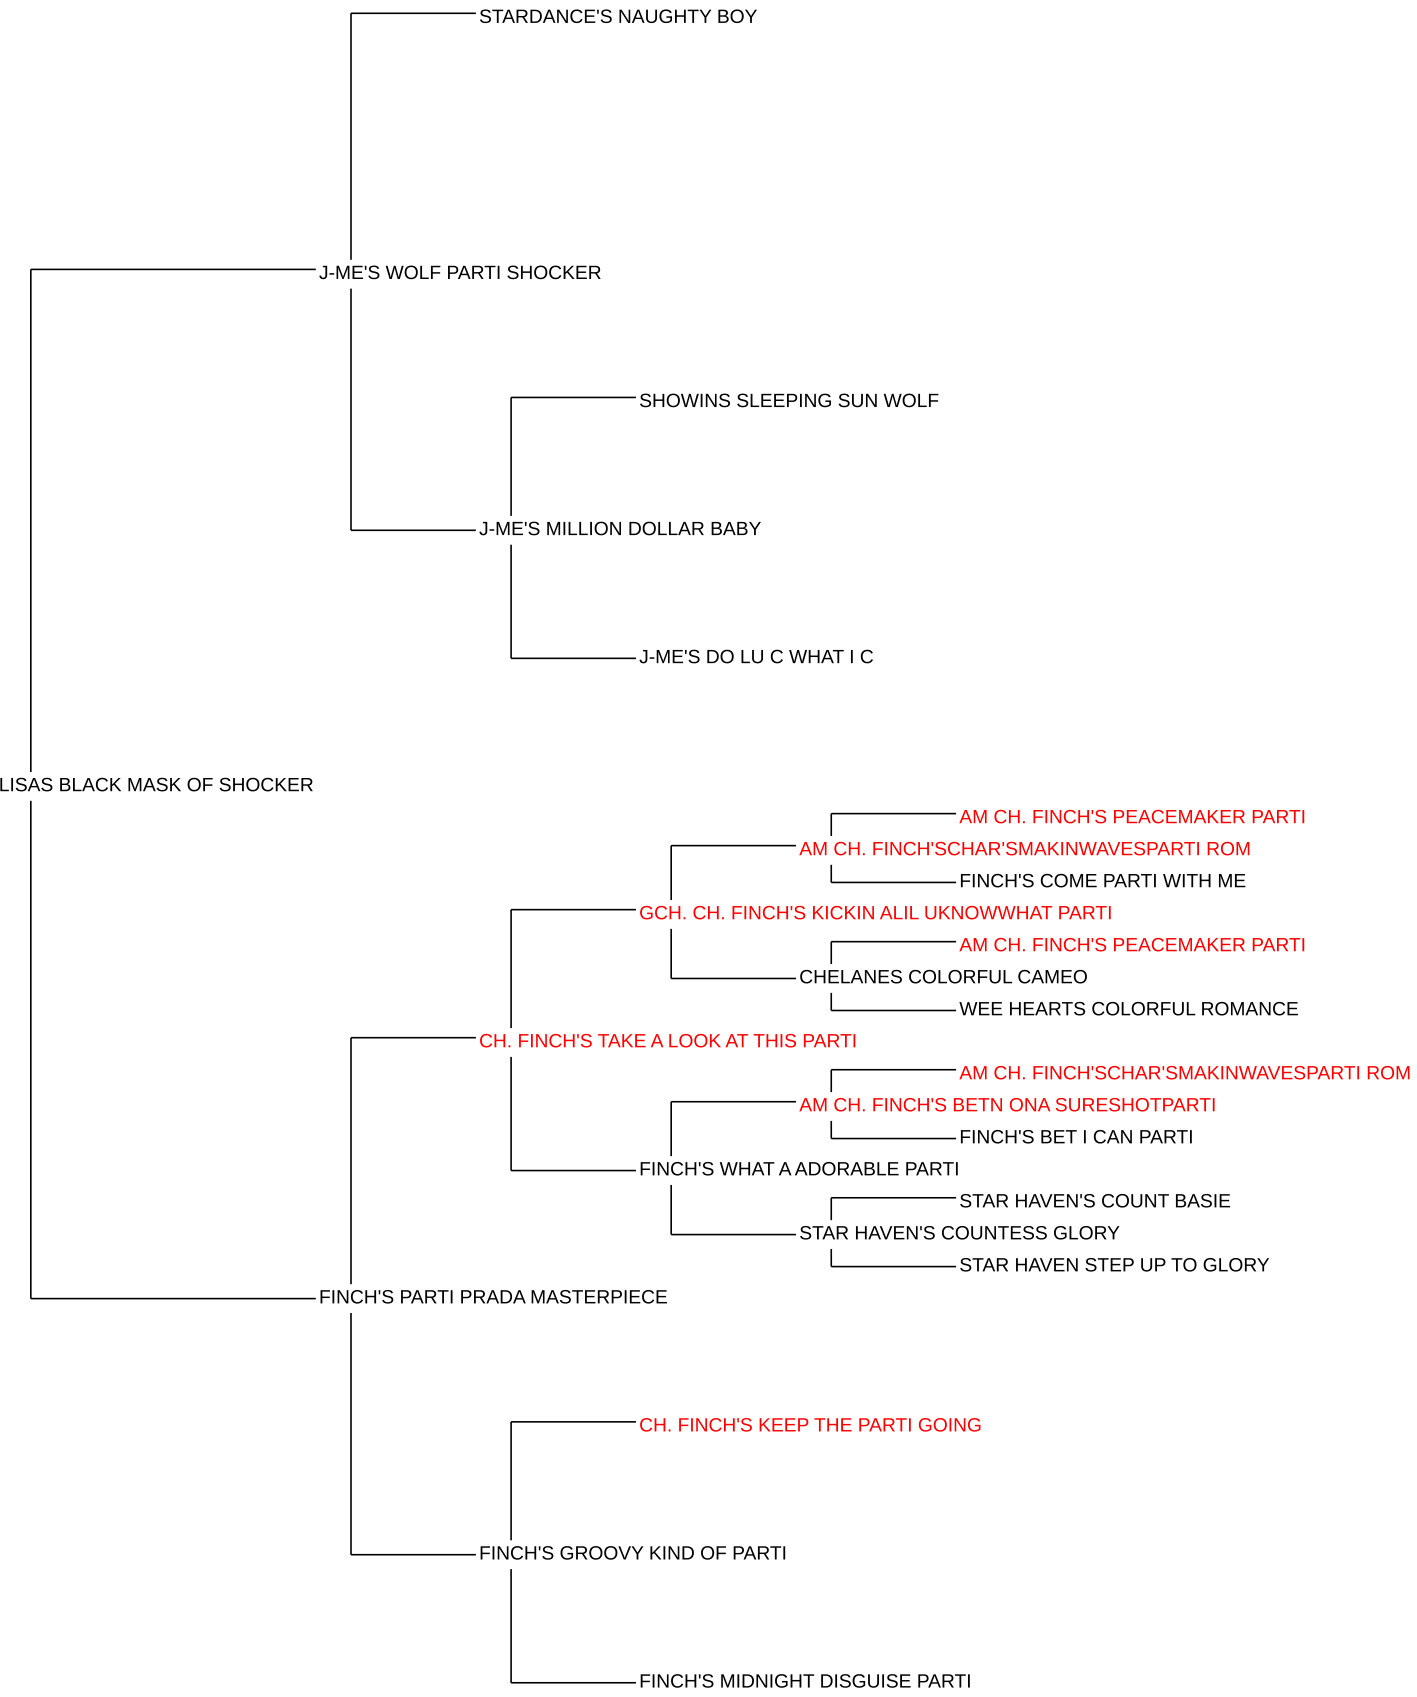 STARDANCE'S NAUGHTY BOY
J-ME'S WOLF PARTI SHOCKER
SHOWINS SLEEPING SUN WOLF
J-ME'S MILLION DOLLAR BABY
J-ME'S DO LU C WHAT I C
LISAS BLACK MASK OF SHOCKER
AM CH. FINCH'S PEACEMAKER PARTI
AM CH. FINCH'SCHAR'SMAKINWAVESPARTI ROM
FINCH'S COME PARTI WITH ME
GCH. CH. FINCH'S KICKIN ALIL UKNOWWHAT PARTI
AM CH. FINCH'S PEACEMAKER PARTI
CHELANES COLORFUL CAMEO
WEE HEARTS COLORFUL ROMANCE
CH. FINCH'S TAKE A LOOK AT THIS PARTI
AM CH. FINCH'SCHAR'SMAKINWAVESPARTI ROM
AM CH. FINCH'S BETN ONA SURESHOTPARTI
FINCH'S BET I CAN PARTI
FINCH'S WHAT A ADORABLE PARTI
STAR HAVEN'S COUNT BASIE
STAR HAVEN'S COUNTESS GLORY
STAR HAVEN STEP UP TO GLORY
FINCH'S PARTI PRADA MASTERPIECE
CH. FINCH'S KEEP THE PARTI GOING
FINCH'S GROOVY KIND OF PARTI
FINCH'S MIDNIGHT DISGUISE PARTI